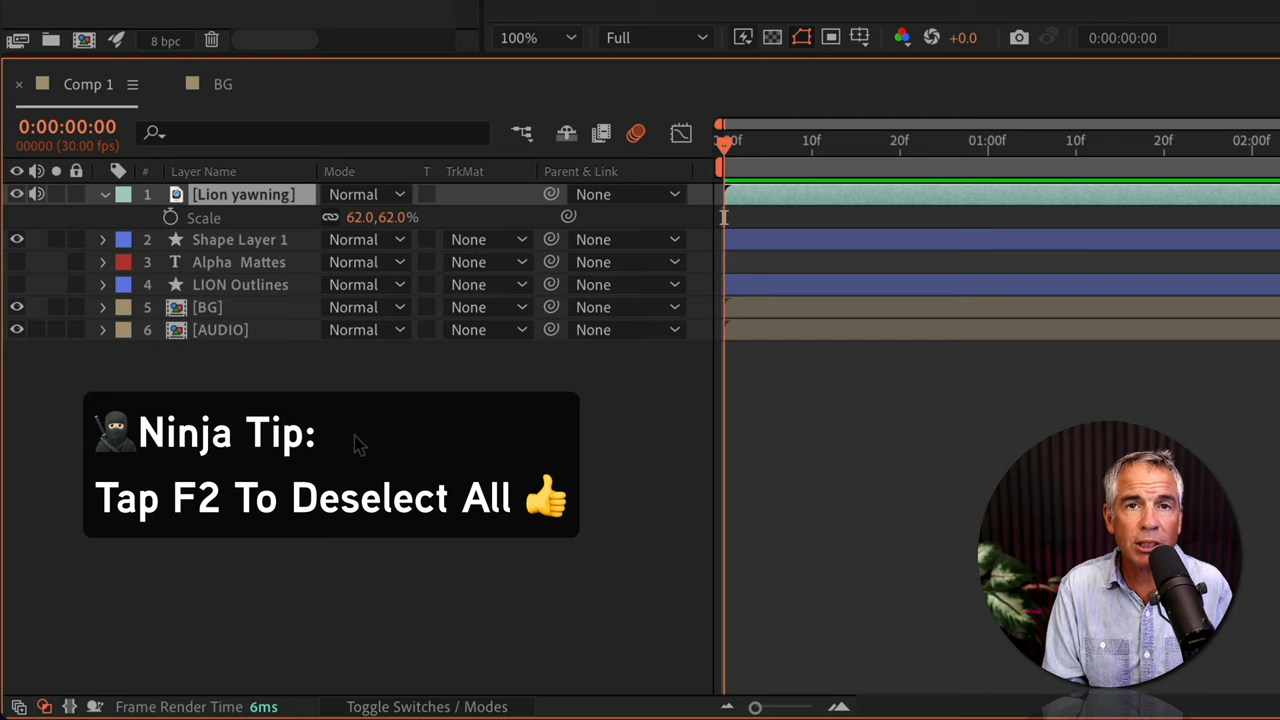 8 bpc 100% Full +0.0 0:00:00:00
Comp 1 BG
0:00:00:00
00000 (30.00 fps)
:00f 10f 20f 01:00f 10f 20f 02:00f
# Layer Name Mode T TrkMat Parent & Link
1 [Lion yawning] Normal None
Scale 62.0,62.0%
2 Shape Layer 1 Normal None None
3 T Alpha Mattes Normal None None
4 LION Outlines Normal None None
5 [BG] Normal None None
6 [AUDIO] Normal None None
Ninja Tip:
Tap F2 To Deselect All
Frame Render Time 6ms Toggle Switches / Modes